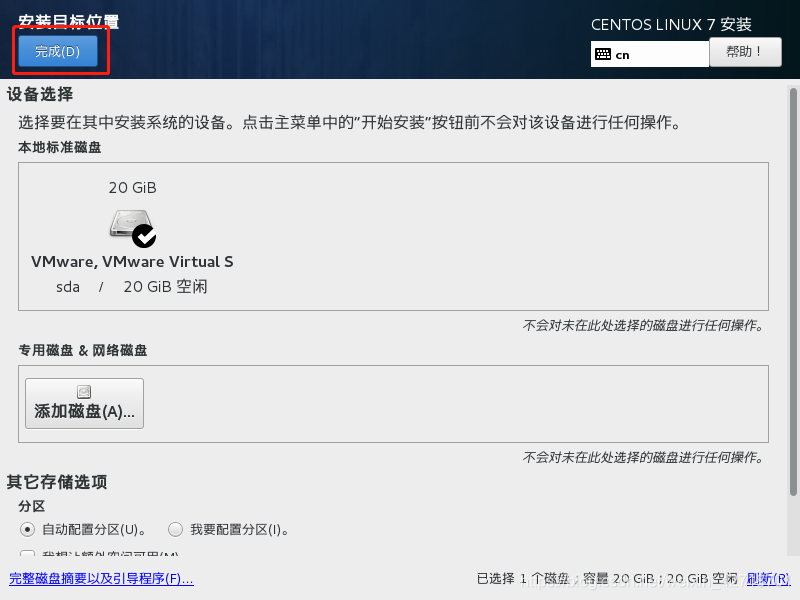 安装目标位置
完成(D)
CENTOS LINUX 7 安装
cn
帮助！
设备选择
选择要在其中安装系统的设备。点击主菜单中的"开始安装"按钮前不会对该设备进行任何操作。
本地标准磁盘
20 GiB
VMware, VMware Virtual S
sda / 20 GiB 空闲
不会对未在此处选择的磁盘进行任何操作。
专用磁盘 & 网络磁盘
添加磁盘(A)...
不会对未在此处选择的磁盘进行任何操作。
其它存储选项
分区
自动配置分区(U)。 我要配置分区(I)。
我想让额外空间可用(M)
完整磁盘摘要以及引导程序(F)...
已选择 1 个磁盘；容量 20 GiB；20 GiB 空闲 刷新(R)